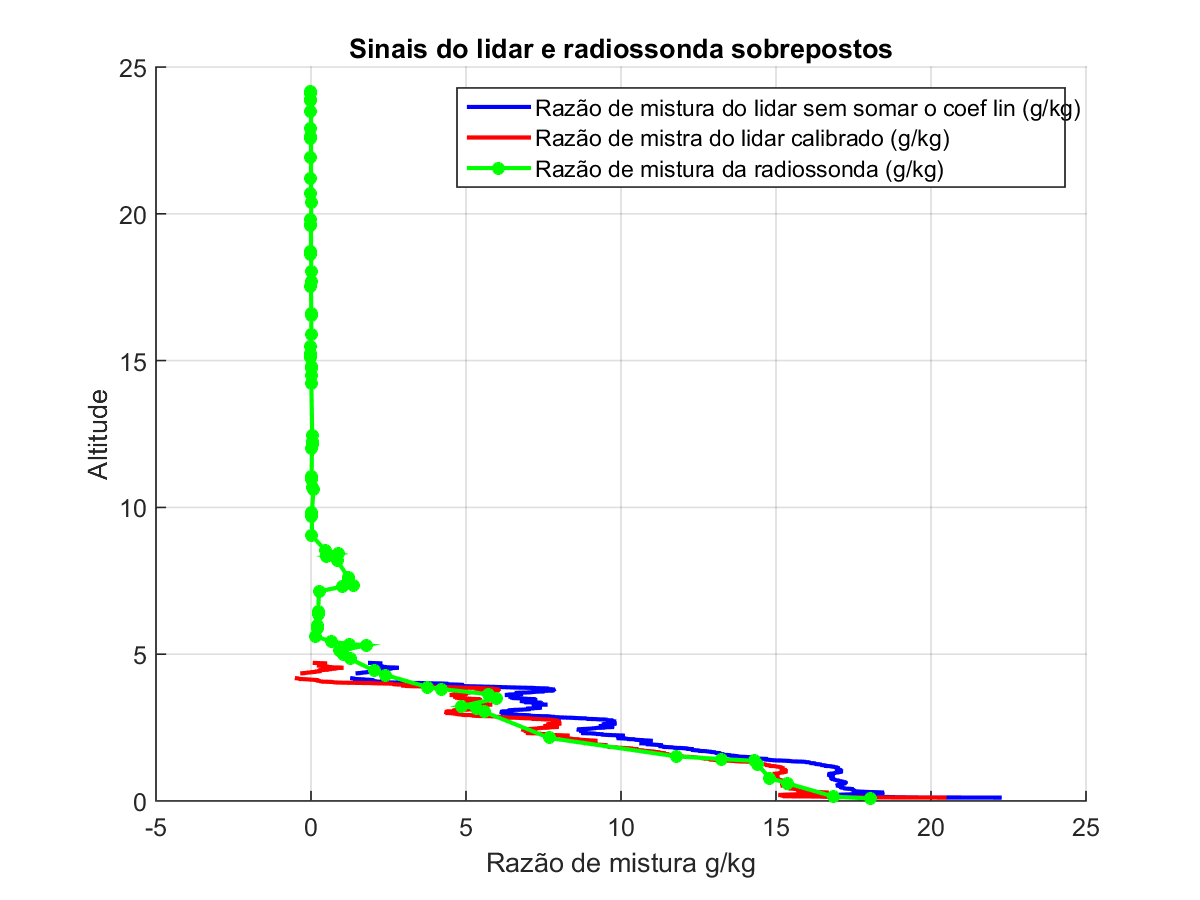 Sinais do lidar e radiossonda sobrepostos
25
20
15
10
5
0
Altitude
Razão de mistura do lidar sem somar o coef lin (g/kg)
Razão de mistra do lidar calibrado (g/kg)
Razão de mistura da radiossonda (g/kg)
-5 0 5 10 15 20 25
Razão de mistura g/kg